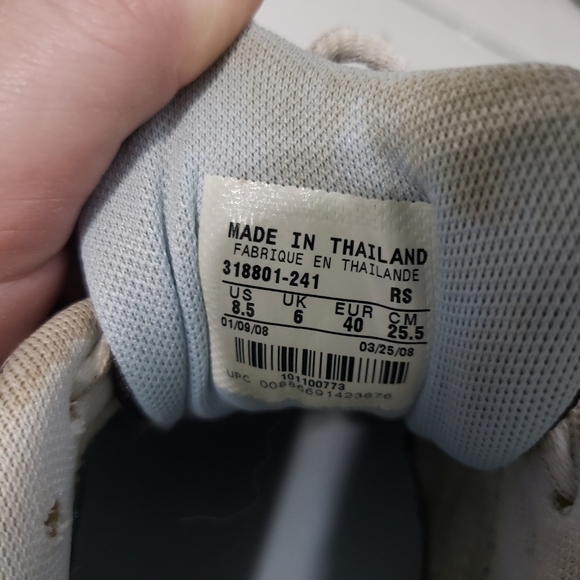 MADE IN THAILAND
FABRIQUE EN THAILANDE
318801-241 RS
US UK EUR CM
8.5 6 40 25.5
01/09/08 03/25/08
101100773
UPC 00886691423676